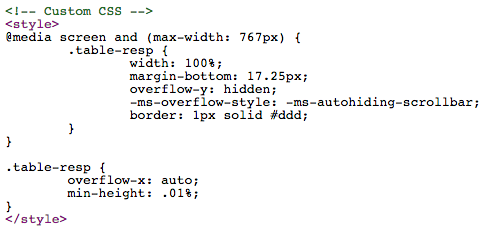 <!-- Custom CSS -->
<style>
@media screen and (max-width: 767px) {
        .table-resp {
                width: 100%;
                margin-bottom: 17.25px;
                overflow-y: hidden;
                -ms-overflow-style: -ms-autohiding-scrollbar;
                border: 1px solid #ddd;
        }
}

.table-resp {
        overflow-x: auto;
        min-height: .01%;
}
</style>